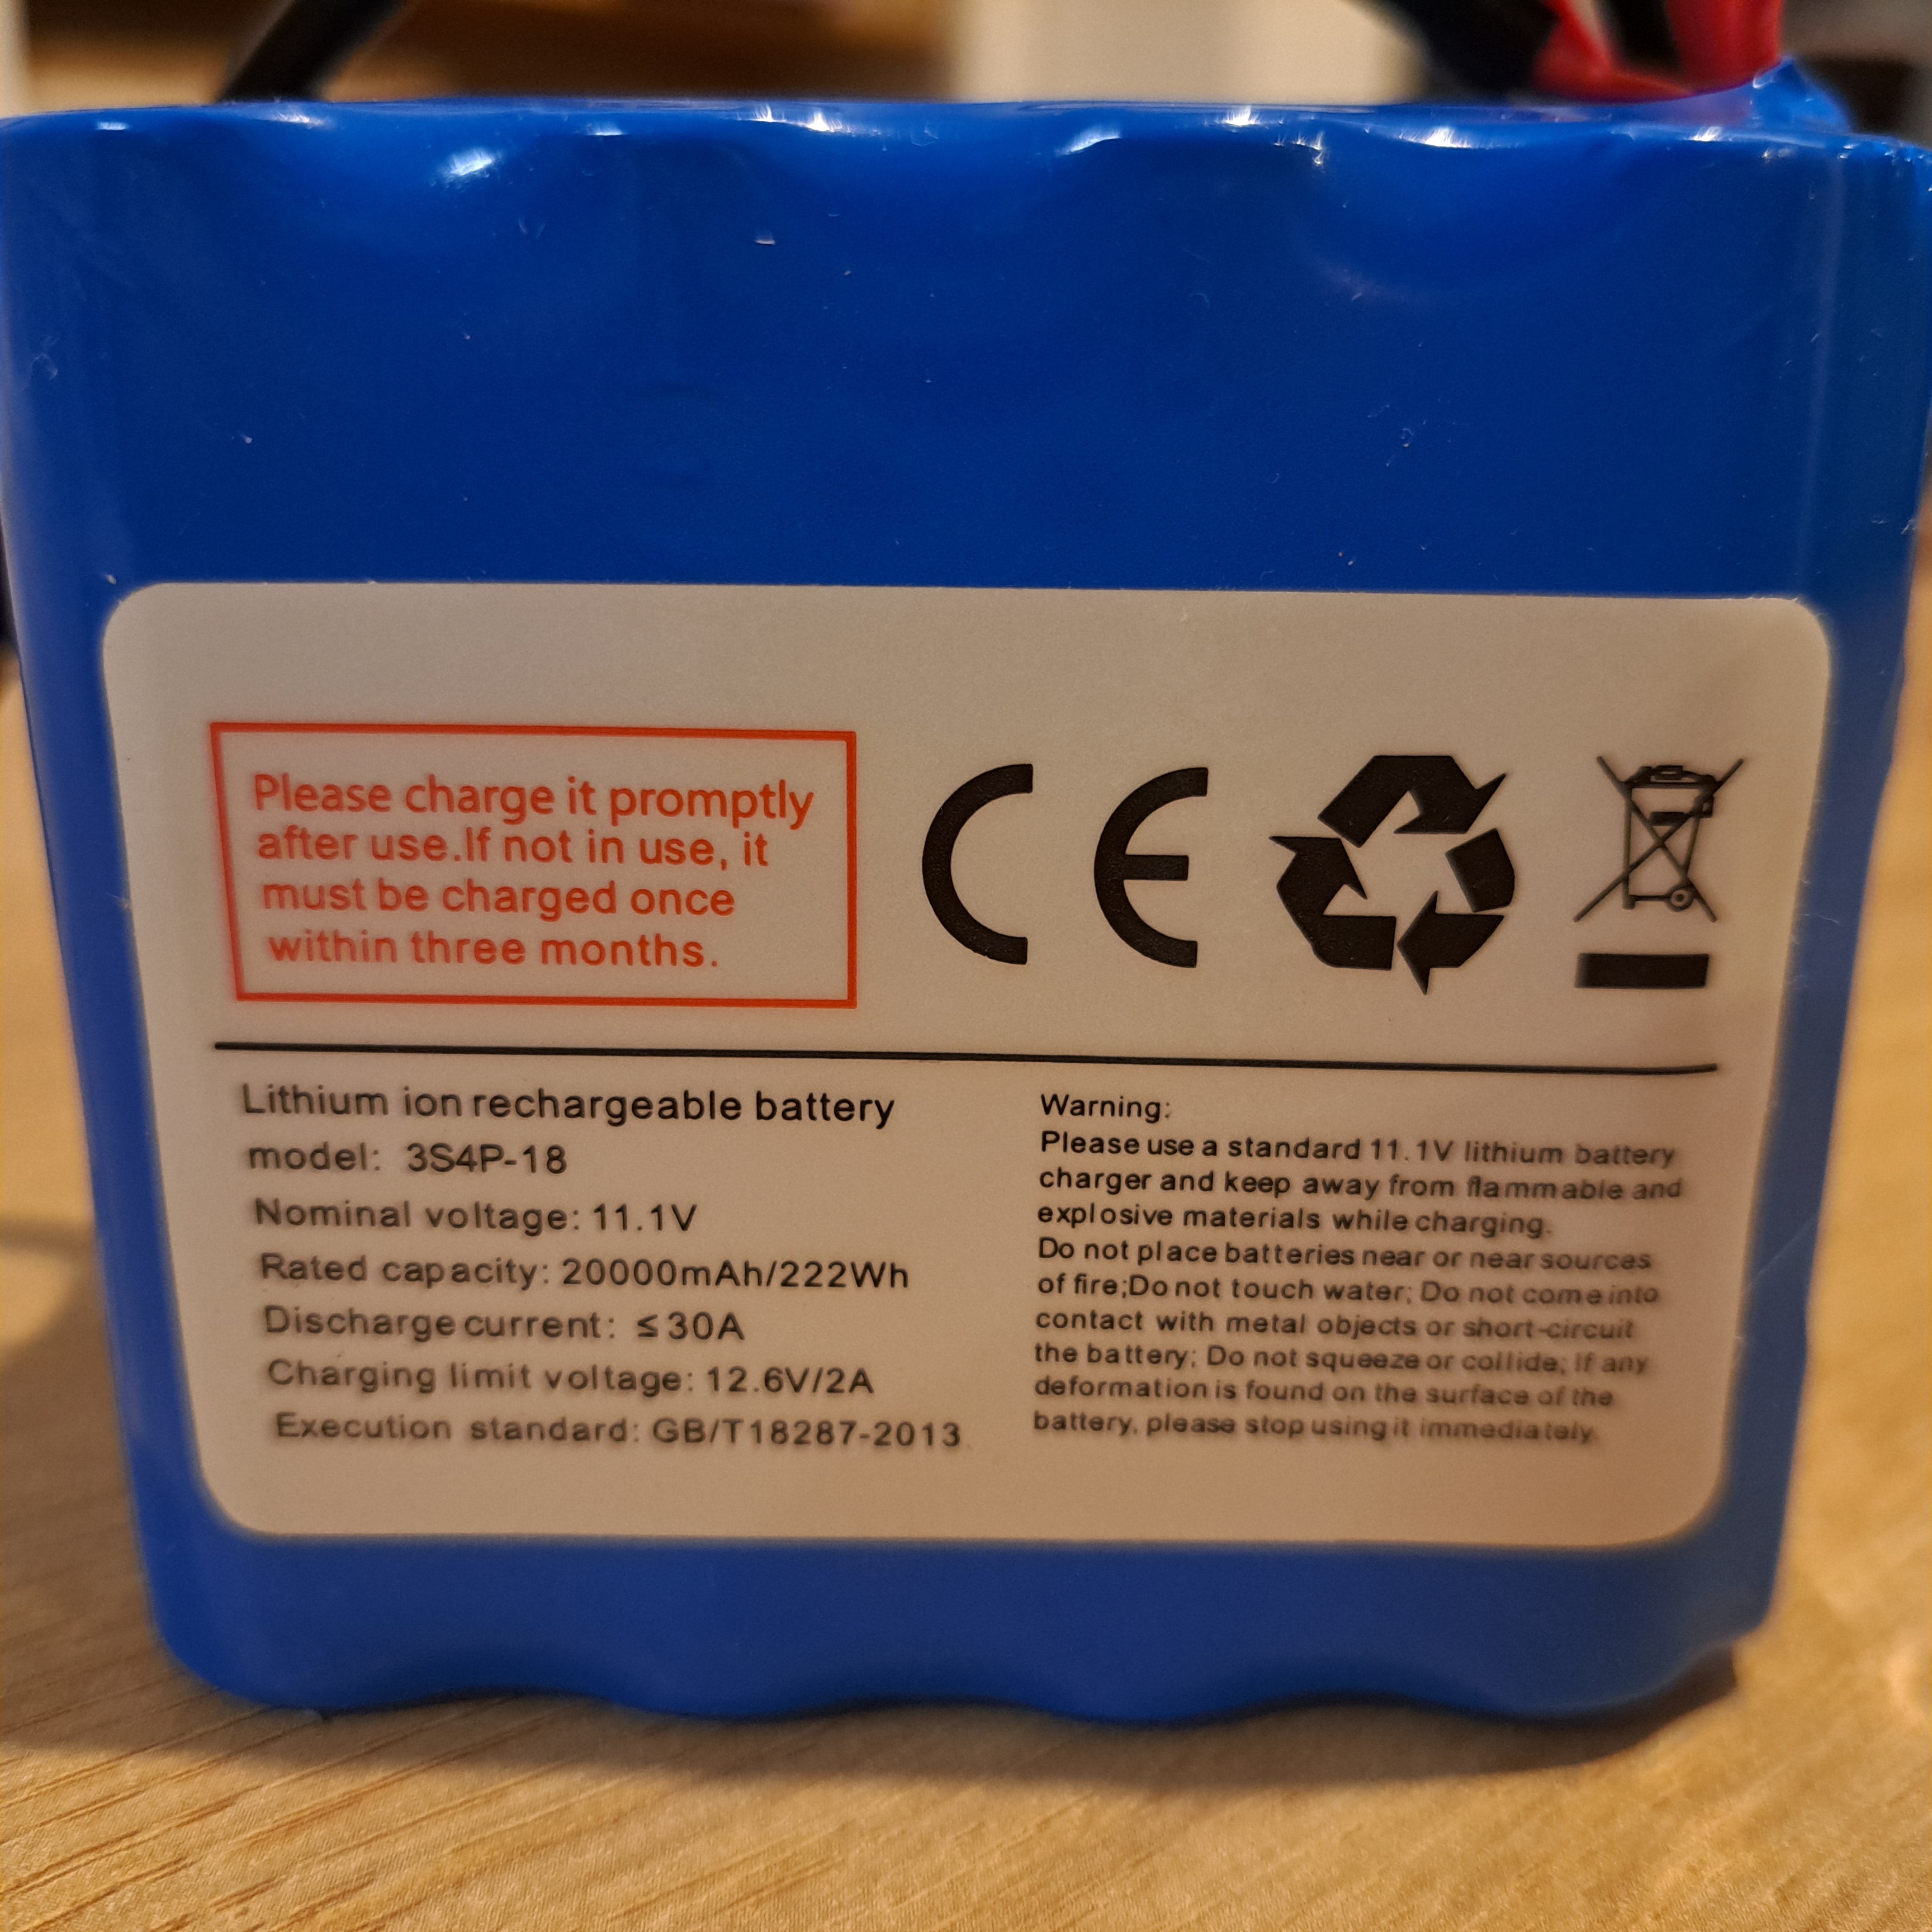 Please charge it promptly
after use.If not in use, it
must be charged once
within three months.
CE
Lithium ion rechargeable battery
model: 3S4P-18
Nominal voltage: 11.1V
Rated capacity: 20000mAh/222Wh
Discharge current: ≤30A
Charging limit voltage: 12.6V/2A
Execution standard: GB/T18287-2013
Warning:
Please use a standard 11.1V lithium battery
charger and keep away from flammable and
explosive materials while charging.
Do not place batteries near or near sources
of fire;Do not touch water; Do not come into
contact with metal objects or short-circuit
the battery; Do not squeeze or collide; If any
deformation is found on the surface of the
battery, please stop using it immediately.